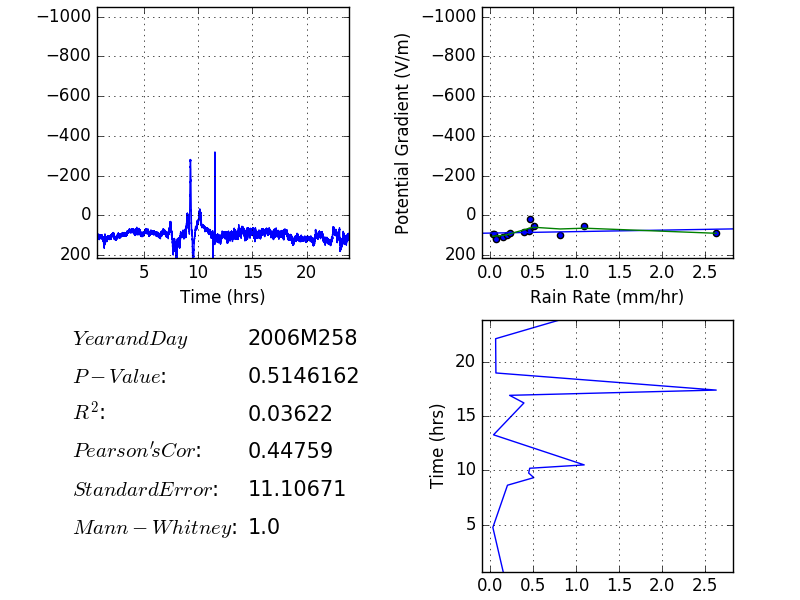 −1000
−800
−600
−400
−200
0
200
5 10 15 20
Time (hrs)
Potential Gradient (V/m)
−1000
−800
−600
−400
−200
0
200
0.0 0.5 1.0 1.5 2.0 2.5
Rain Rate (mm/hr)
YearandDay 2006M258
P−Value: 0.5146162
R²: 0.03622
Pearson'sCor: 0.44759
StandardError: 11.10671
Mann−Whitney: 1.0
Time (hrs)
20
15
10
5
0.0 0.5 1.0 1.5 2.0 2.5